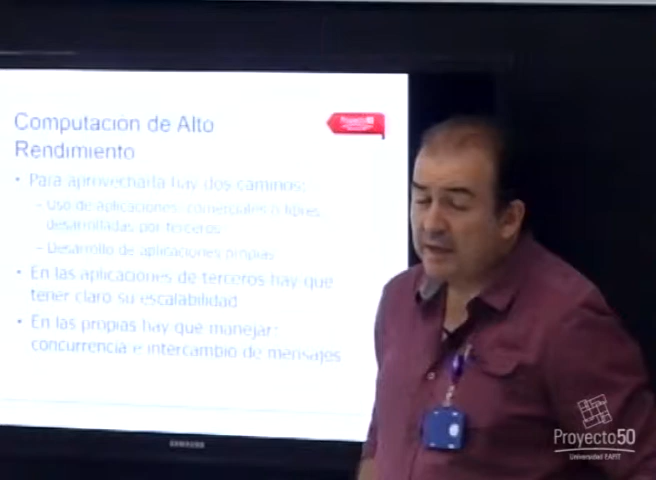 Computación de Alto
Rendimiento
Proyecto50
• Para aprovecharla hay dos caminos:
– Uso de aplicaciones comerciales o libres
desarrolladas por terceros
– Desarrollo de aplicaciones propias
• En las aplicaciones de terceros hay que
tener claro su escalabilidad
• En las propias hay que manejar:
concurrencia e intercambio de mensajes
SAMSUNG
Proyecto50
Universidad EAFIT